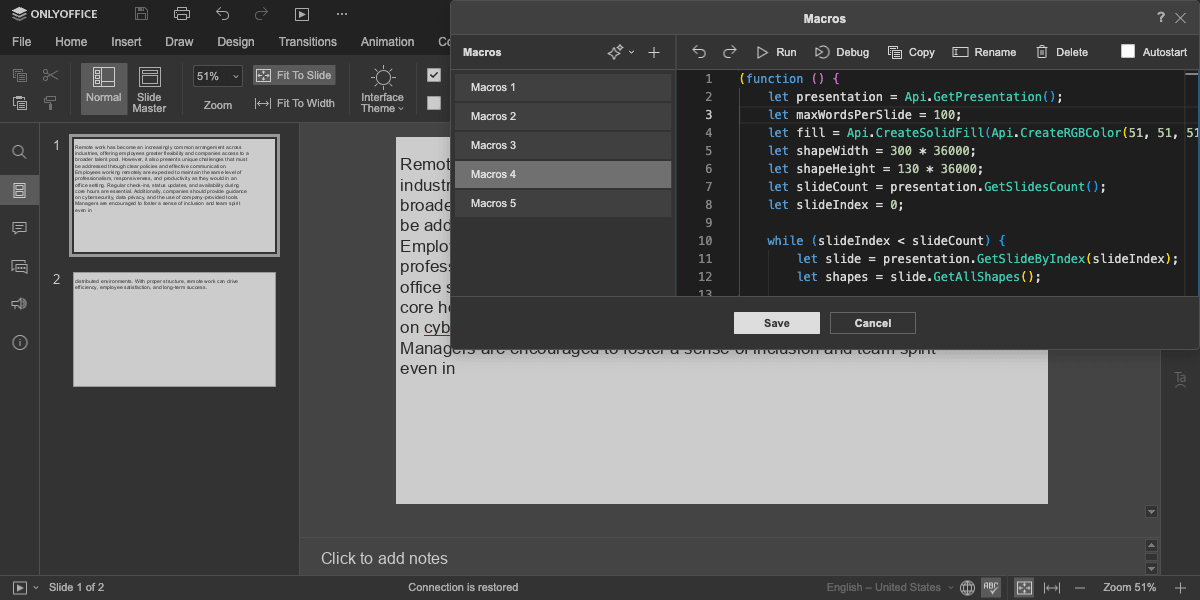 ONLYOFFICE
File Home Insert Draw Design Transitions Animation
Normal
Slide Master
51%
Zoom
Fit To Slide
Fit To Width
Interface Theme
1
Remote work has become an increasingly common arrangement across
industries, offering employees greater flexibility and companies access to a
broader talent pool. However, it also presents unique challenges that must
be addressed through clear policies and effective communication.
Employees working remotely are expected to maintain the same level of
professionalism, responsiveness, and productivity as they would in an
office setting. Regular check-ins, status updates, and availability during
core hours are essential. Additionally, companies should provide guidance
on cybersecurity, data privacy, and the use of company-provided tools.
Managers are encouraged to foster a sense of inclusion and team spirit
even in
2
distributed environments. With proper structure, remote work can drive
efficiency, employee satisfaction, and long-term success.
Remot
industr
broade
be add
Employ
profess
office s
core ho
on cyb
Managers are encouraged to foster a sense of inclusion and team spirit
even in
Macros
?
Macros
Run Debug Copy Rename Delete Autostart
Macros 1
Macros 2
Macros 3
Macros 4
Macros 5
1 (function () {
2 let presentation = Api.GetPresentation();
3 let maxWordsPerSlide = 100;
4 let fill = Api.CreateSolidFill(Api.CreateRGBColor(51, 51, 51
5 let shapeWidth = 300 * 36000;
6 let shapeHeight = 130 * 36000;
7 let slideCount = presentation.GetSlidesCount();
8 let slideIndex = 0;
9
10 while (slideIndex < slideCount) {
11 let slide = presentation.GetSlideByIndex(slideIndex);
12 let shapes = slide.GetAllShapes();
13
Save Cancel
Click to add notes
Slide 1 of 2
Connection is restored
English – United States
ABC
Zoom 51%